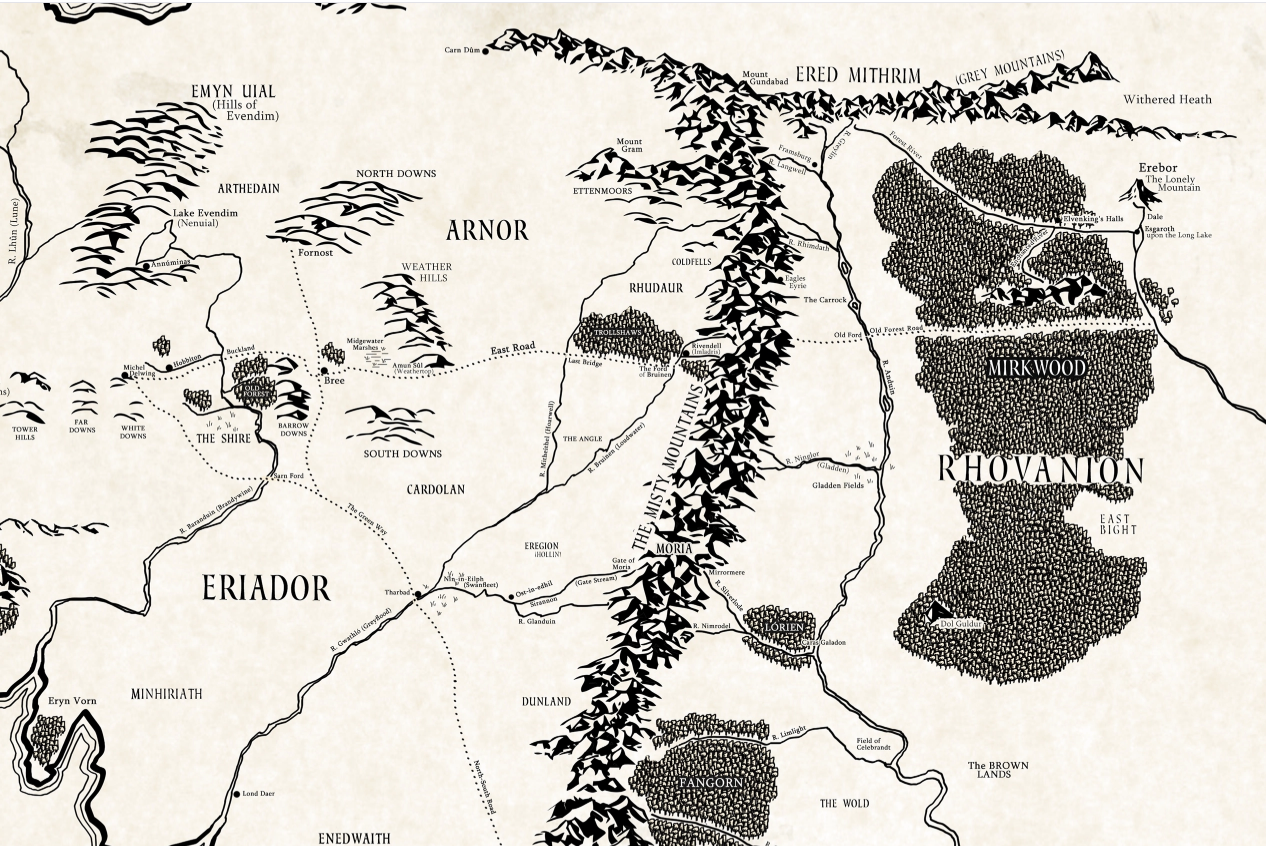 Carn Dûm
Mount
Gundabad
ERED MITHRIM
(GREY MOUNTAINS)
Withered Heath
EMYN UIAL
(Hills of
Evendim)
R. Greylin
Forest River
Mount
Gram
Framsburg
R. Langwell
ETTENMOORS
ARTHEDAIN
NORTH DOWNS
Erebor
The Lonely
Mountain
Lake Evendim
(Nenuial)
ARNOR
Dale
Elvenking's Halls
Esgaroth
upon the Long Lake
R. Lhûn (Lune)
Fornost
R. Rhimdath
Annúminas
COLDFELLS
WEATHER
HILLS
RHUDAUR
Eagles
Eyrie
The Carrock
TROLLSHAWS
Old Ford
Old Forest Road
Midgewater
Marshes
East Road
Rivendell
(Imladris)
Buckland
Hobbiton
Last Bridge
Michel
Delving
Bree
Amun Sûl
(Weathertop)
The Ford
of Bruinen
MIRKWOOD
R. Anduin
ns)
TOWER
HILLS
FAR
DOWNS
WHITE
DOWNS
THE SHIRE
BARROW
DOWNS
SOUTH DOWNS
THE ANGLE
R. Mitheithel (Hoarwell)
R. Bruinen (Loudwater)
THE MISTY MOUNTAINS
R. Ninglor
(Gladden)
Gladden Fields
RHOVANION
Sarn Ford
CARDOLAN
R. Baranduin (Brandywine)
The Green Way
EAST
BIGHT
EREGION
(HOLLIN)
MORIA
Gate of
Moria
Mirrormere
ERIADOR
Nîn-in-Eilph
(Swanfleet)
(Gate Stream)
Ost-in-edhil
Sirannon
Tharbad
R. Glanduin
R. Silverlode
R. Nimrodel
LORIEN
Caras Galadon
Dol Guldur
R. Gwathló (Greyflood)
MINHIRIATH
Eryn Vorn
DUNLAND
R. Limlight
Field of
Celebrant
The BROWN
LANDS
FANGORN
North-South Road
Lond Daer
THE WOLD
ENEDWAITH